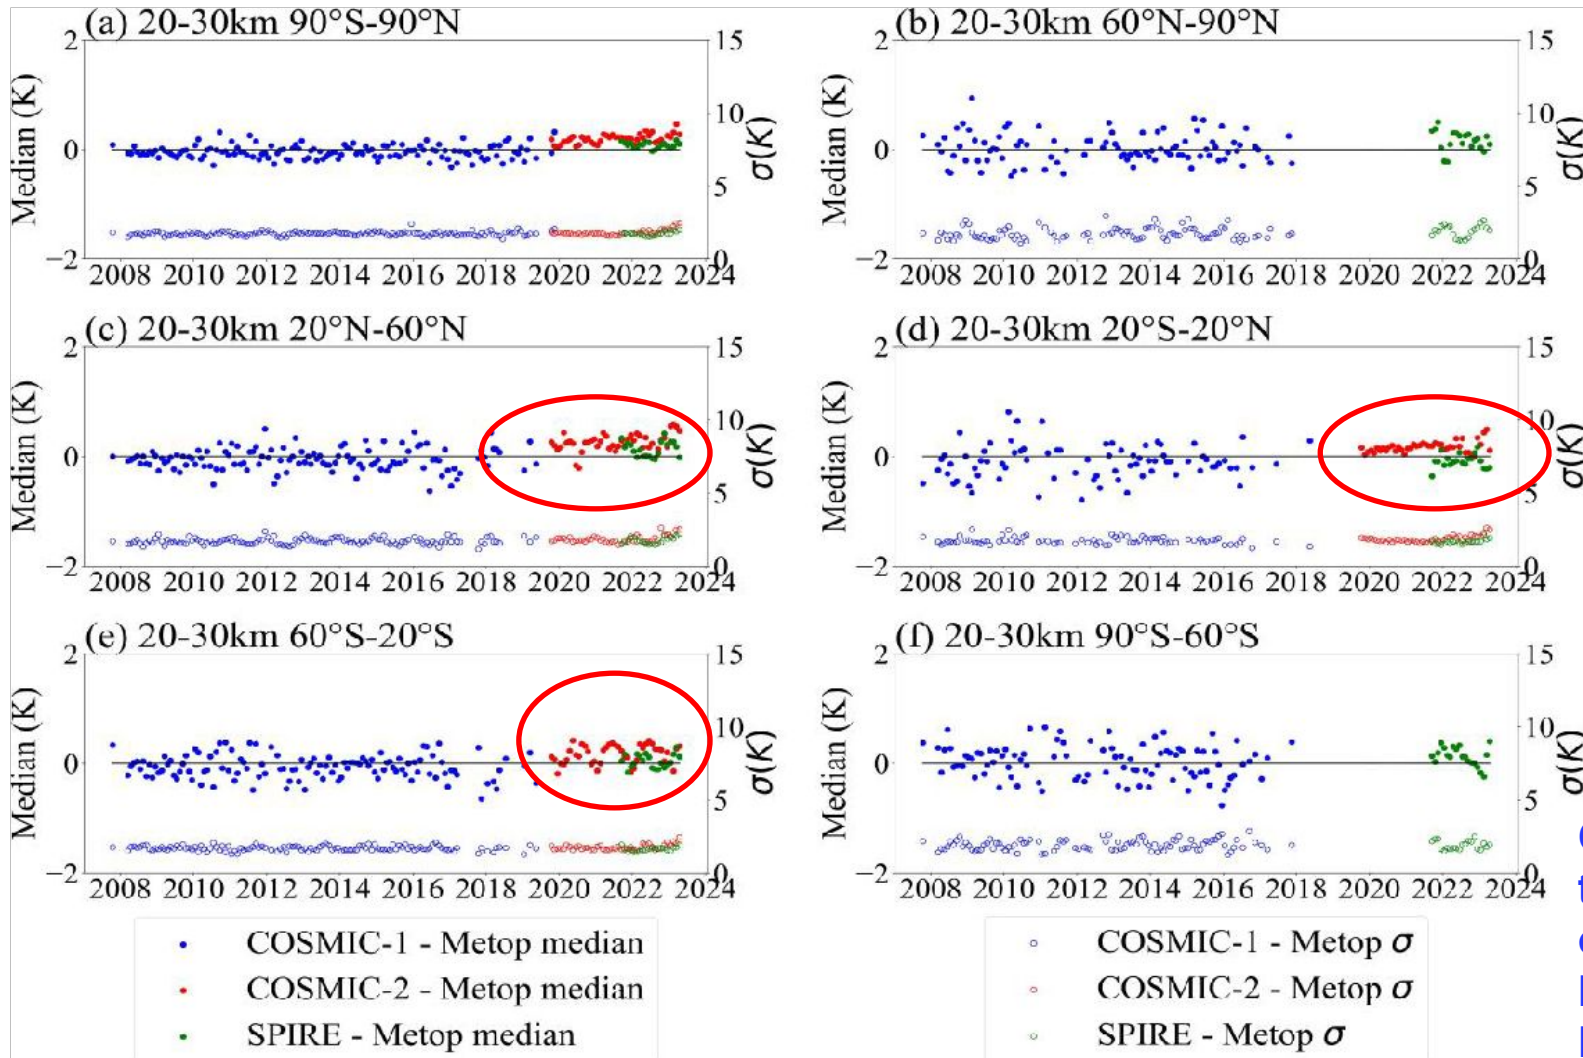 (a) 20-30km 90°S-90°N
2
0
−2
Median (K)
15
10
5
0
σ(K)
2008 2010 2012 2014 2016 2018 2020 2022 2024
(b) 20-30km 60°N-90°N
2
0
−2
Median (K)
15
10
5
0
σ(K)
2008 2010 2012 2014 2016 2018 2020 2022 2024
(c) 20-30km 20°N-60°N
2
0
−2
Median (K)
15
10
5
0
σ(K)
2008 2010 2012 2014 2016 2018 2020 2022 2024
(d) 20-30km 20°S-20°N
2
0
−2
Median (K)
15
10
5
0
σ(K)
2008 2010 2012 2014 2016 2018 2020 2022 2024
(e) 20-30km 60°S-20°S
2
0
−2
Median (K)
15
10
5
0
σ(K)
2008 2010 2012 2014 2016 2018 2020 2022 2024
(f) 20-30km 90°S-60°S
2
0
−2
Median (K)
15
10
5
0
σ(K)
2008 2010 2012 2014 2016 2018 2020 2022 2024
COSMIC-1 - Metop median
COSMIC-2 - Metop median
SPIRE - Metop median
COSMIC-1 - Metop σ
COSMIC-2 - Metop σ
SPIRE - Metop σ